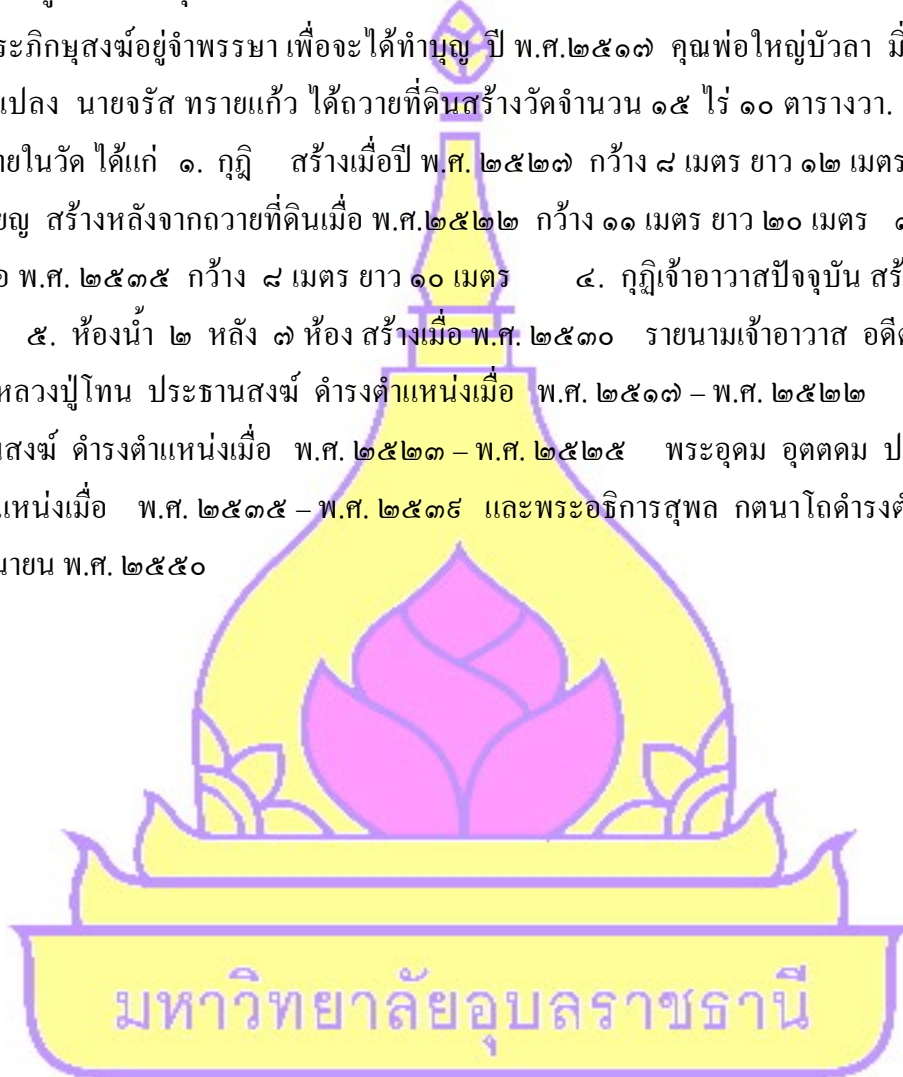 ระภิกษุสงฆ์อยู่จำพรรษา เพื่อจะได้ทำบุญ ปี พ.ศ.๒๕๑๗ คุณพ่อใหญ่บัวลา มิ่
แปลง นายจรัส ทรายแก้ว ได้ถวายที่ดินสร้างวัดจำนวน ๑๕ ไร่ ๑๐ ตารางวา.
ายในวัด ได้แก่ ๑. กุฏิ สร้างเมื่อปี พ.ศ. ๒๕๒๗ กว้าง ๘ เมตร ยาว ๑๒ เมตร
ยญ สร้างหลังจากถวายที่ดินเมื่อ พ.ศ.๒๕๒๒ กว้าง ๑๑ เมตร ยาว ๒๐ เมตร
อ พ.ศ. ๒๕๓๕ กว้าง ๘ เมตร ยาว ๑๐ เมตร ๔. กุฏิเจ้าอาวาสปัจจุบัน สร้
๕. ห้องน้ำ ๒ หลัง ๗ ห้อง สร้างเมื่อ พ.ศ. ๒๕๓๐ รายนามเจ้าอาวาส อดีต
หลวงปู่โทน ประธานสงฆ์ ดำรงตำแหน่งเมื่อ พ.ศ. ๒๕๑๗ – พ.ศ. ๒๕๒๒
นสงฆ์ ดำรงตำแหน่งเมื่อ พ.ศ. ๒๕๒๓ – พ.ศ. ๒๕๒๕ พระอุดม อุตตดม ป
แหน่งเมื่อ พ.ศ. ๒๕๓๕ – พ.ศ. ๒๕๓๙ และพระอธิการสุพล กตนาโถดำรงตํ
นายน พ.ศ. ๒๕๕๐
มหาวิทยาลัยอุบลราชธานี